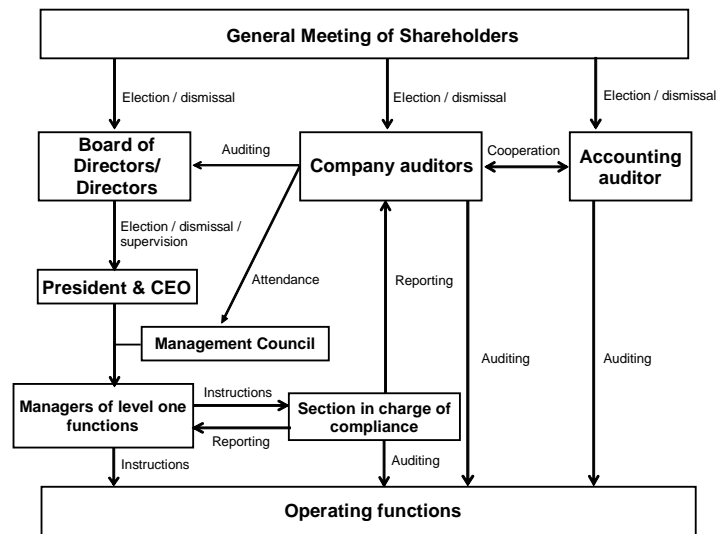 General Meeting of Shareholders
Election / dismissal
Election / dismissal
Election / dismissal
Board of
Directors/
Directors
Auditing
Company auditors
Cooperation
Accounting
auditor
Election / dismissal /
supervision
President & CEO
Attendance
Reporting
Management Council
Auditing
Auditing
Managers of level one
functions
Instructions
Reporting
Section in charge of
compliance
Instructions
Auditing
Operating functions